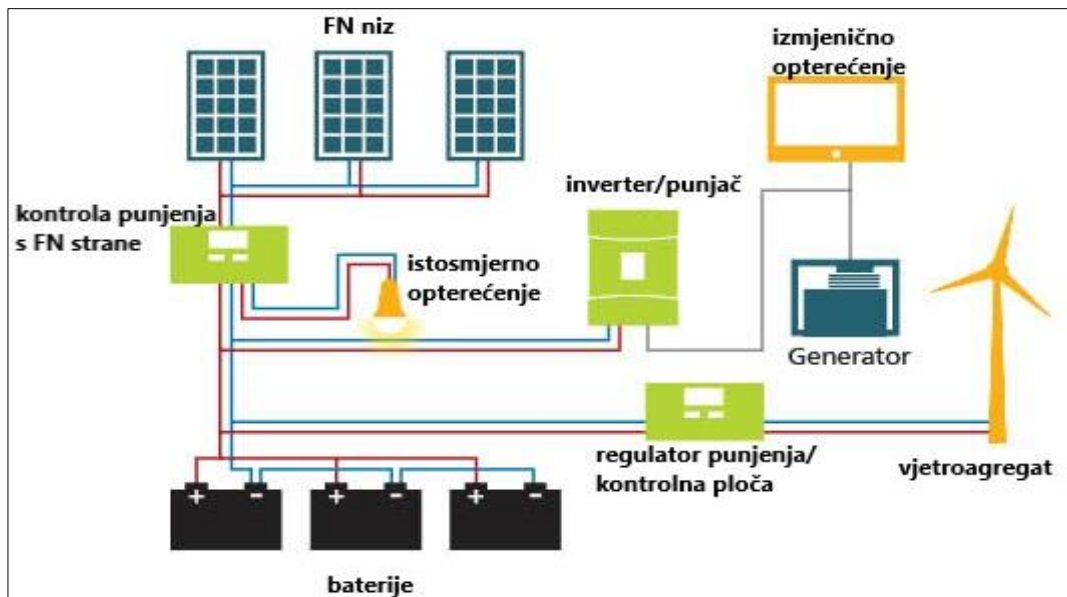 FN niz
izmjenično
opterećenje
inverter/punjač
kontrola punjenja
s FN strane
istosmjerno
opterećenje
Generator
regulator punjenja/
kontrolna ploča
vjetroagregat
+ - + - + -
baterije